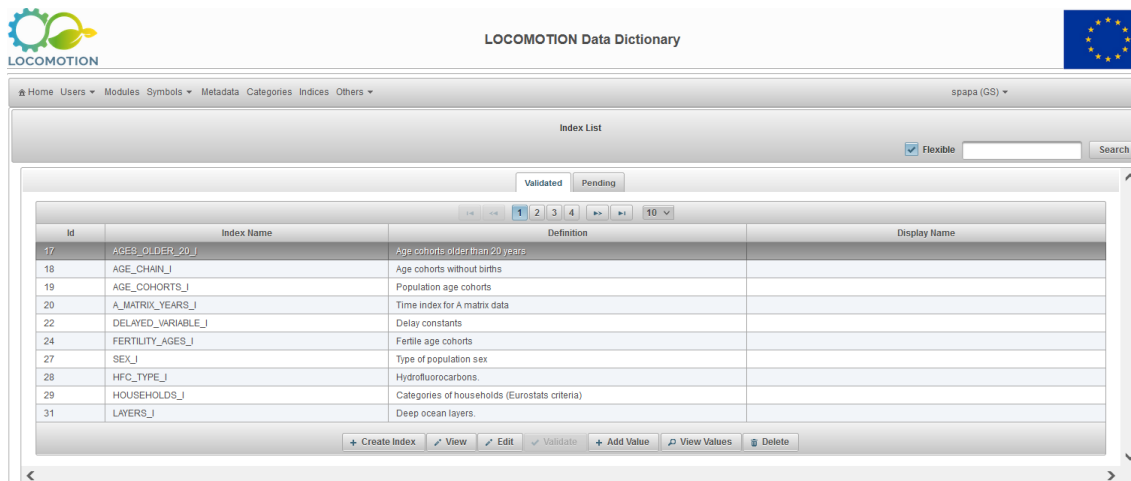 LOCOMOTION
LOCOMOTION Data Dictionary
Home Users Modules Symbols Metadata Categories Indices Others spapa (GS)
Index List
Flexible Search
Validated Pending
1 2 3 4 10
Id Index Name Definition Display Name
17 AGES_OLDER_20_I Age cohorts older than 20 years
18 AGE_CHAIN_I Age cohorts without births
19 AGE_COHORTS_I Population age cohorts
20 A_MATRIX_YEARS_I Time index for A matrix data
22 DELAYED_VARIABLE_I Delay constants
24 FERTILITY_AGES_I Fertile age cohorts
27 SEX_I Type of population sex
28 HFC_TYPE_I Hydrofluorocarbons.
29 HOUSEHOLDS_I Categories of households (Eurostats criteria)
31 LAYERS_I Deep ocean layers.
+ Create Index View Edit Validate + Add Value View Values Delete